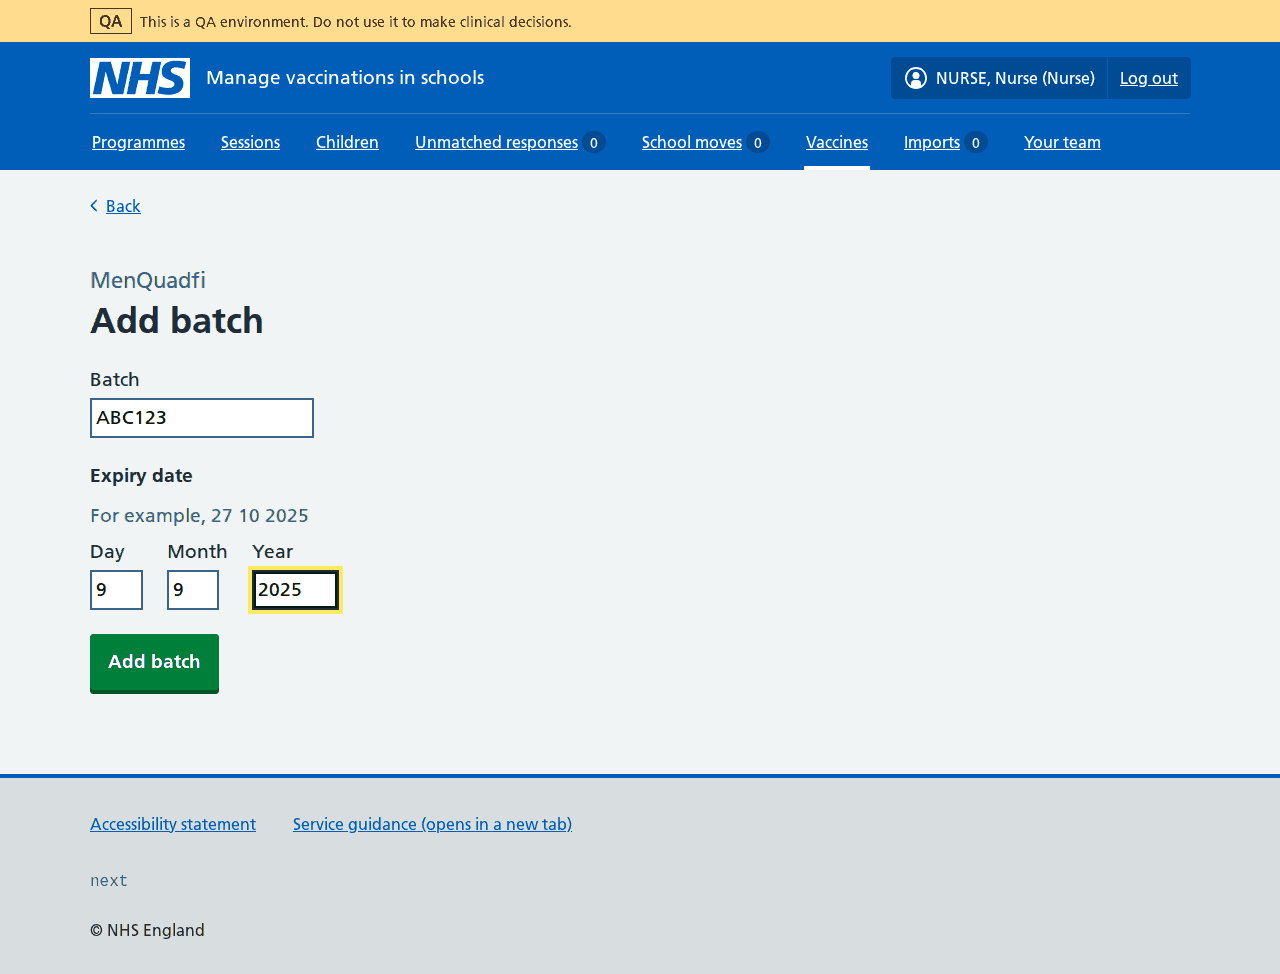 QA This is a QA environment. Do not use it to make clinical decisions.
NHS Manage vaccinations in schools NURSE, Nurse (Nurse) Log out
Programmes Sessions Children Unmatched responses 0 School moves 0 Vaccines Imports 0 Your team
Back
MenQuadfi
Add batch
Batch
ABC123
Expiry date
For example, 27 10 2025
Day Month Year
9 9 2025
Add batch
Accessibility statement Service guidance (opens in a new tab)
next
© NHS England